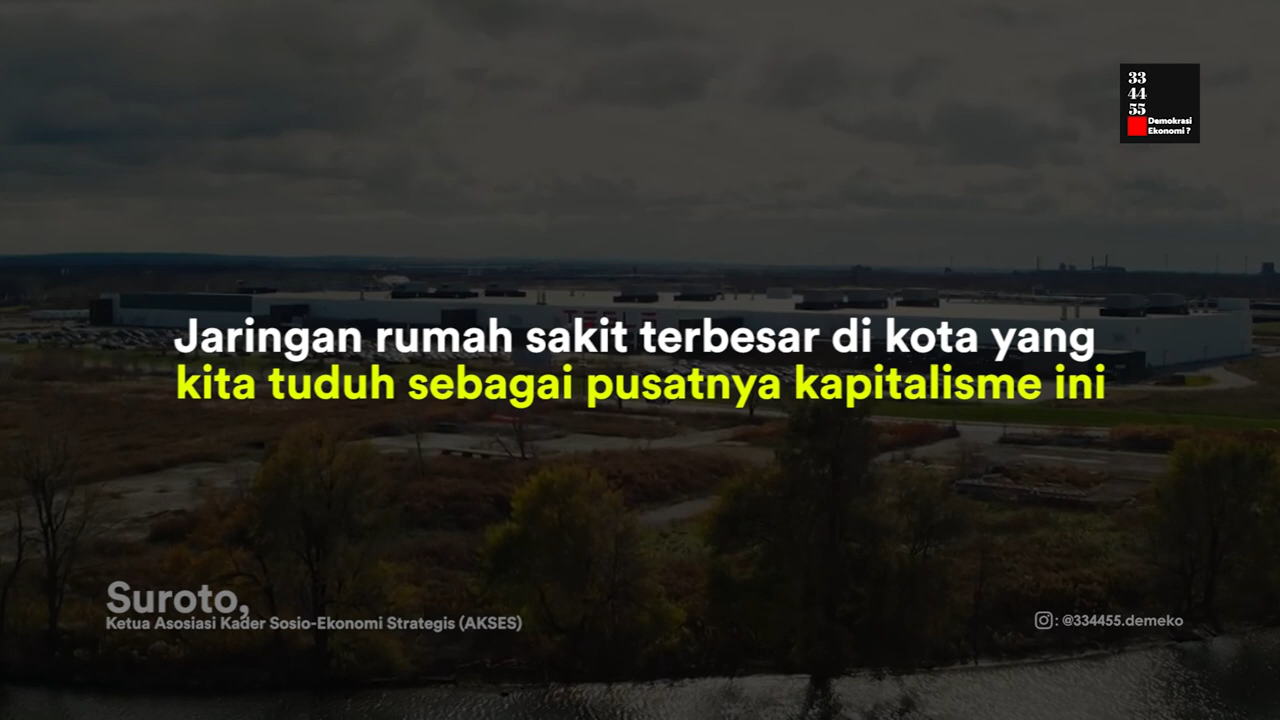 33
44
55
Demokrasi
Ekonomi ?
Jaringan rumah sakit terbesar di kota yang
kita tuduh sebagai pusatnya kapitalisme ini
Suroto,
Ketua Asosiasi Kader Sosio-Ekonomi Strategis (AKSES)
: @334455.demeko